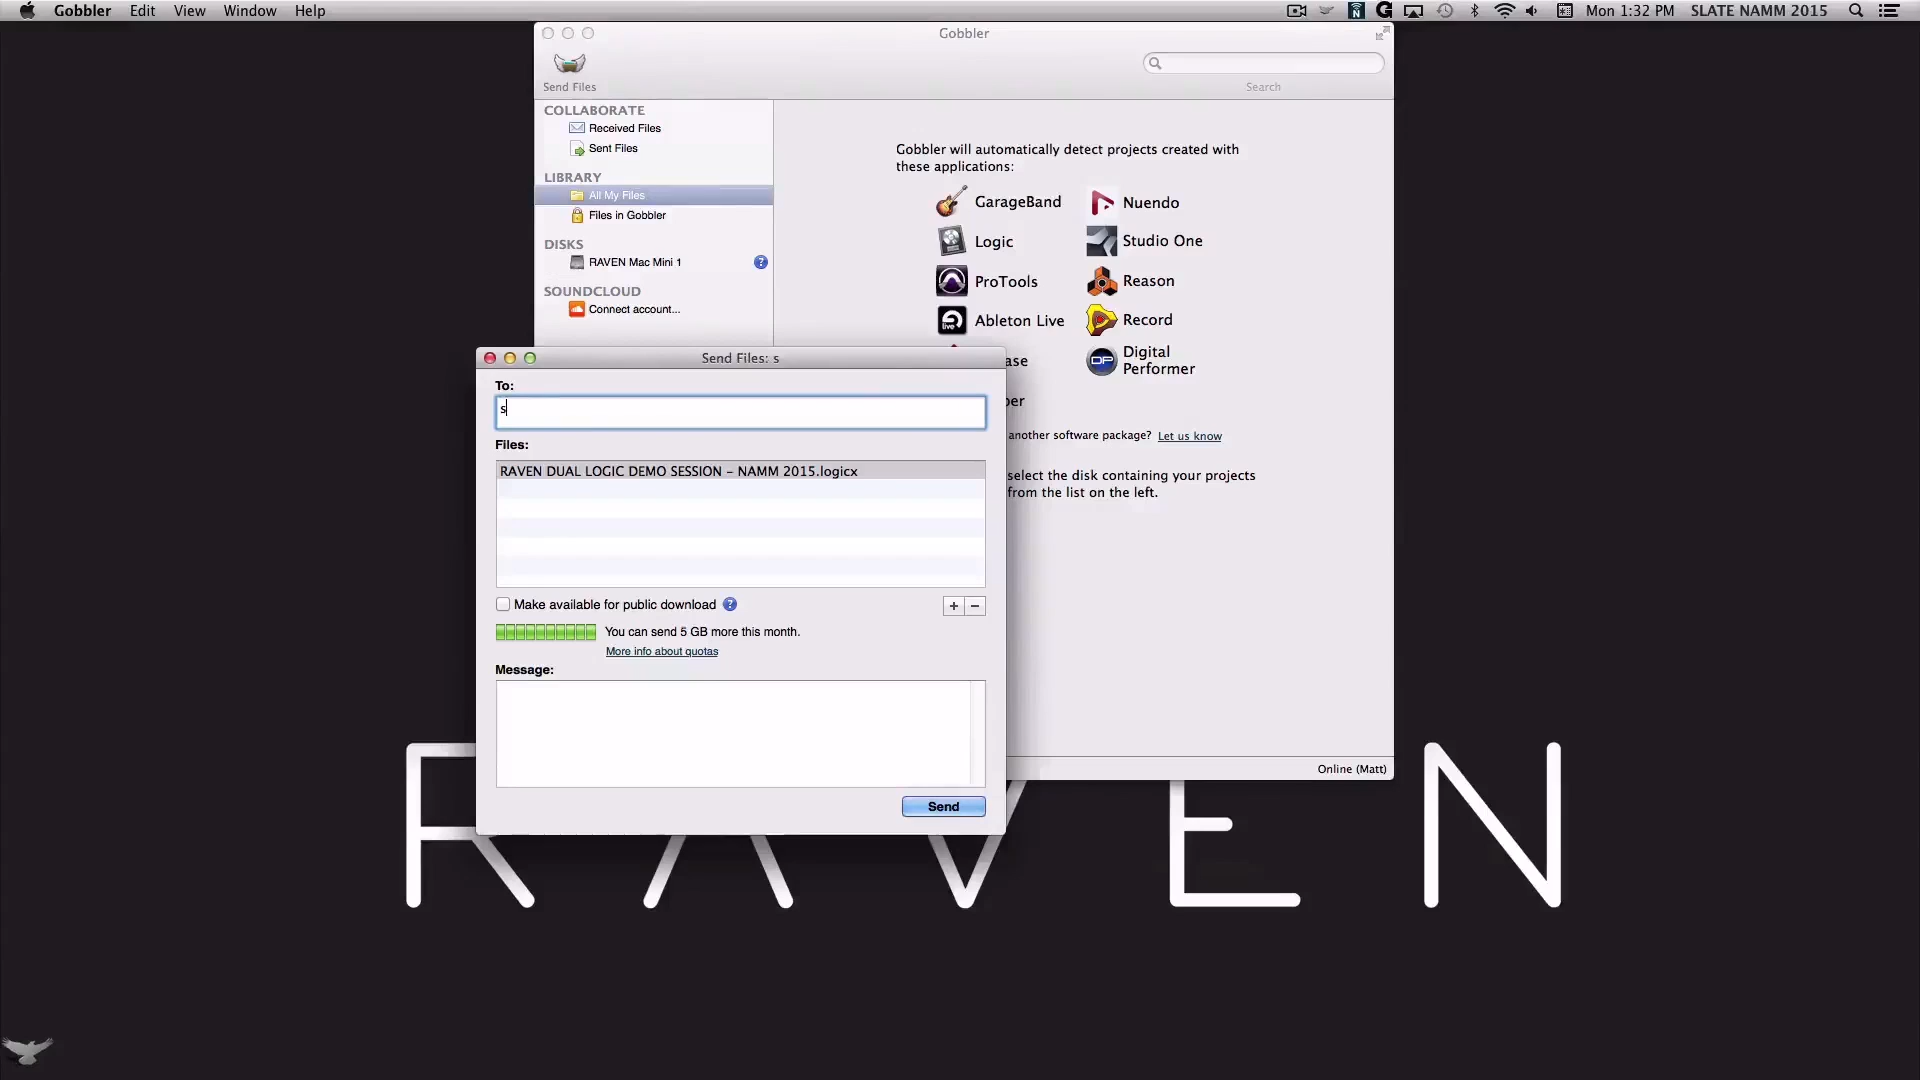 Gobbler Edit View Window Help
Mon 1:32 PM SLATE NAMM 2015
Gobbler
Send Files
Search
COLLABORATE
Received Files
Sent Files
LIBRARY
All My Files
Files in Gobbler
DISKS
RAVEN Mac Mini 1
?
SOUNDCLOUD
Connect account...
Gobbler will automatically detect projects created with
these applications:
GarageBand
Nuendo
Logic
Studio One
ProTools
Reason
live
Ableton Live
Record
ase
DP
Digital
Performer
er
another software package? Let us know
select the disk containing your projects
from the list on the left.
Online (Matt)
Send Files: s
To:
s
Files:
RAVEN DUAL LOGIC DEMO SESSION – NAMM 2015.logicx
Make available for public download ?
+ −
You can send 5 GB more this month.
More info about quotas
Message:
Send
RAVEN